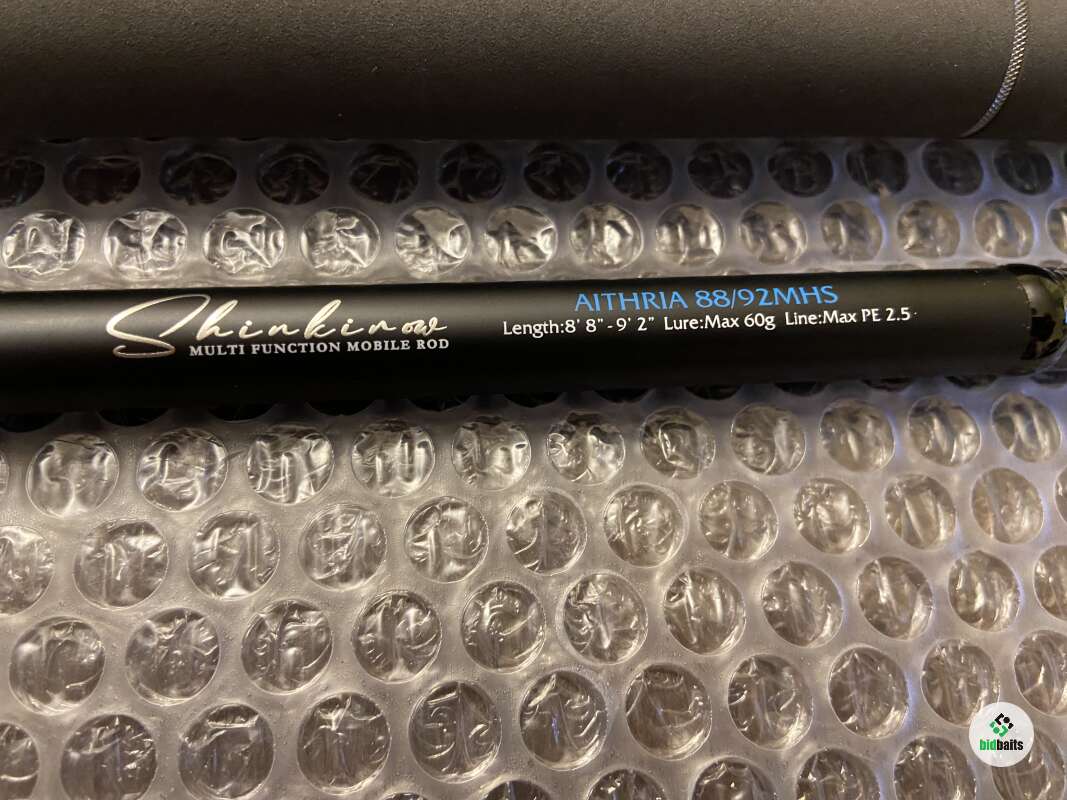 Shinkirow
MULTI FUNCTION MOBILE ROD
AITHRIA 88/92MHS
Length:8' 8" - 9' 2" Lure:Max 60g Line:Max PE 2.5
bidbaits